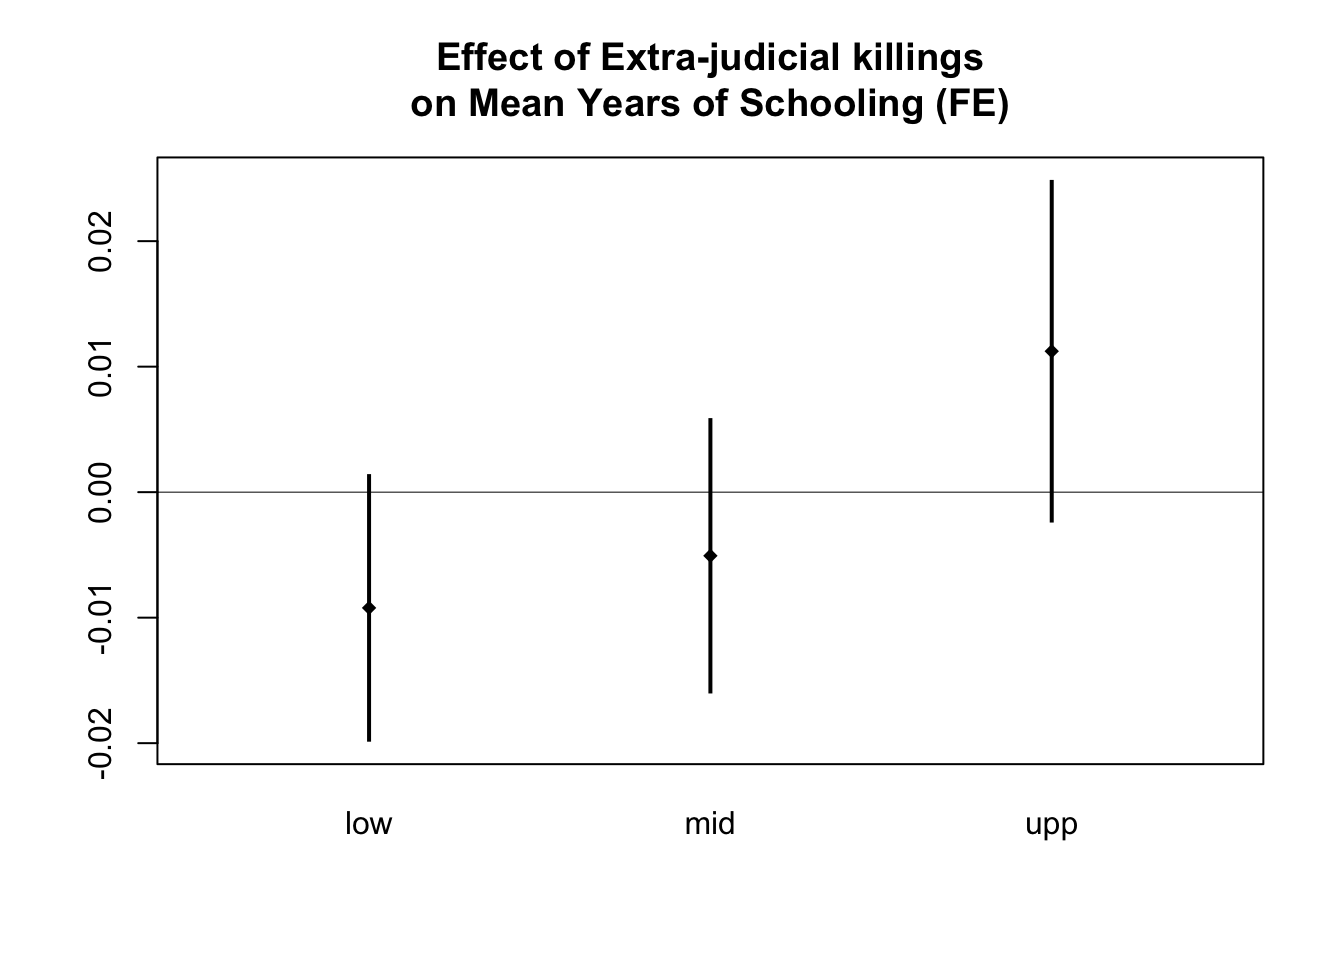 Effect of Extra-judicial killings
on Mean Years of Schooling (FE)
0.02
0.01
0.00
-0.01
-0.02
low mid upp